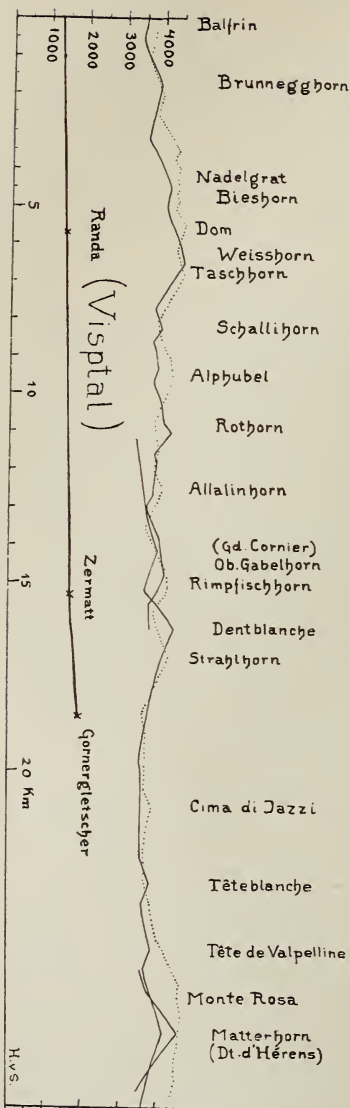 Balfrin
Brunnegghorn
Nadelgrat
Bieshorn
Dom
Weisshorn
Taschhorn
Schallihorn
Alphubel
Rothorn
Allalinhorn
(Gd. Cornier)
Ob. Gabelhorn
Rimpfischhorn
Dentblanche
Strahlhorn
Cima di Jazzi
Têteblanche
Tête de Valpelline
Monte Rosa
Matterhorn
(Dt. d'Hérens)
4000
3000
2000
1000
Randa
(Visptal)
Zermatt
Gornergletscher
5
10
15
20 Km
H.v.S.